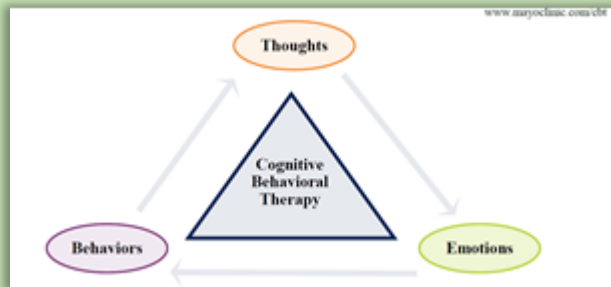 www.mayoclinic.com/cbt
Thoughts
Cognitive
Behavioral
Therapy
Behaviors
Emotions